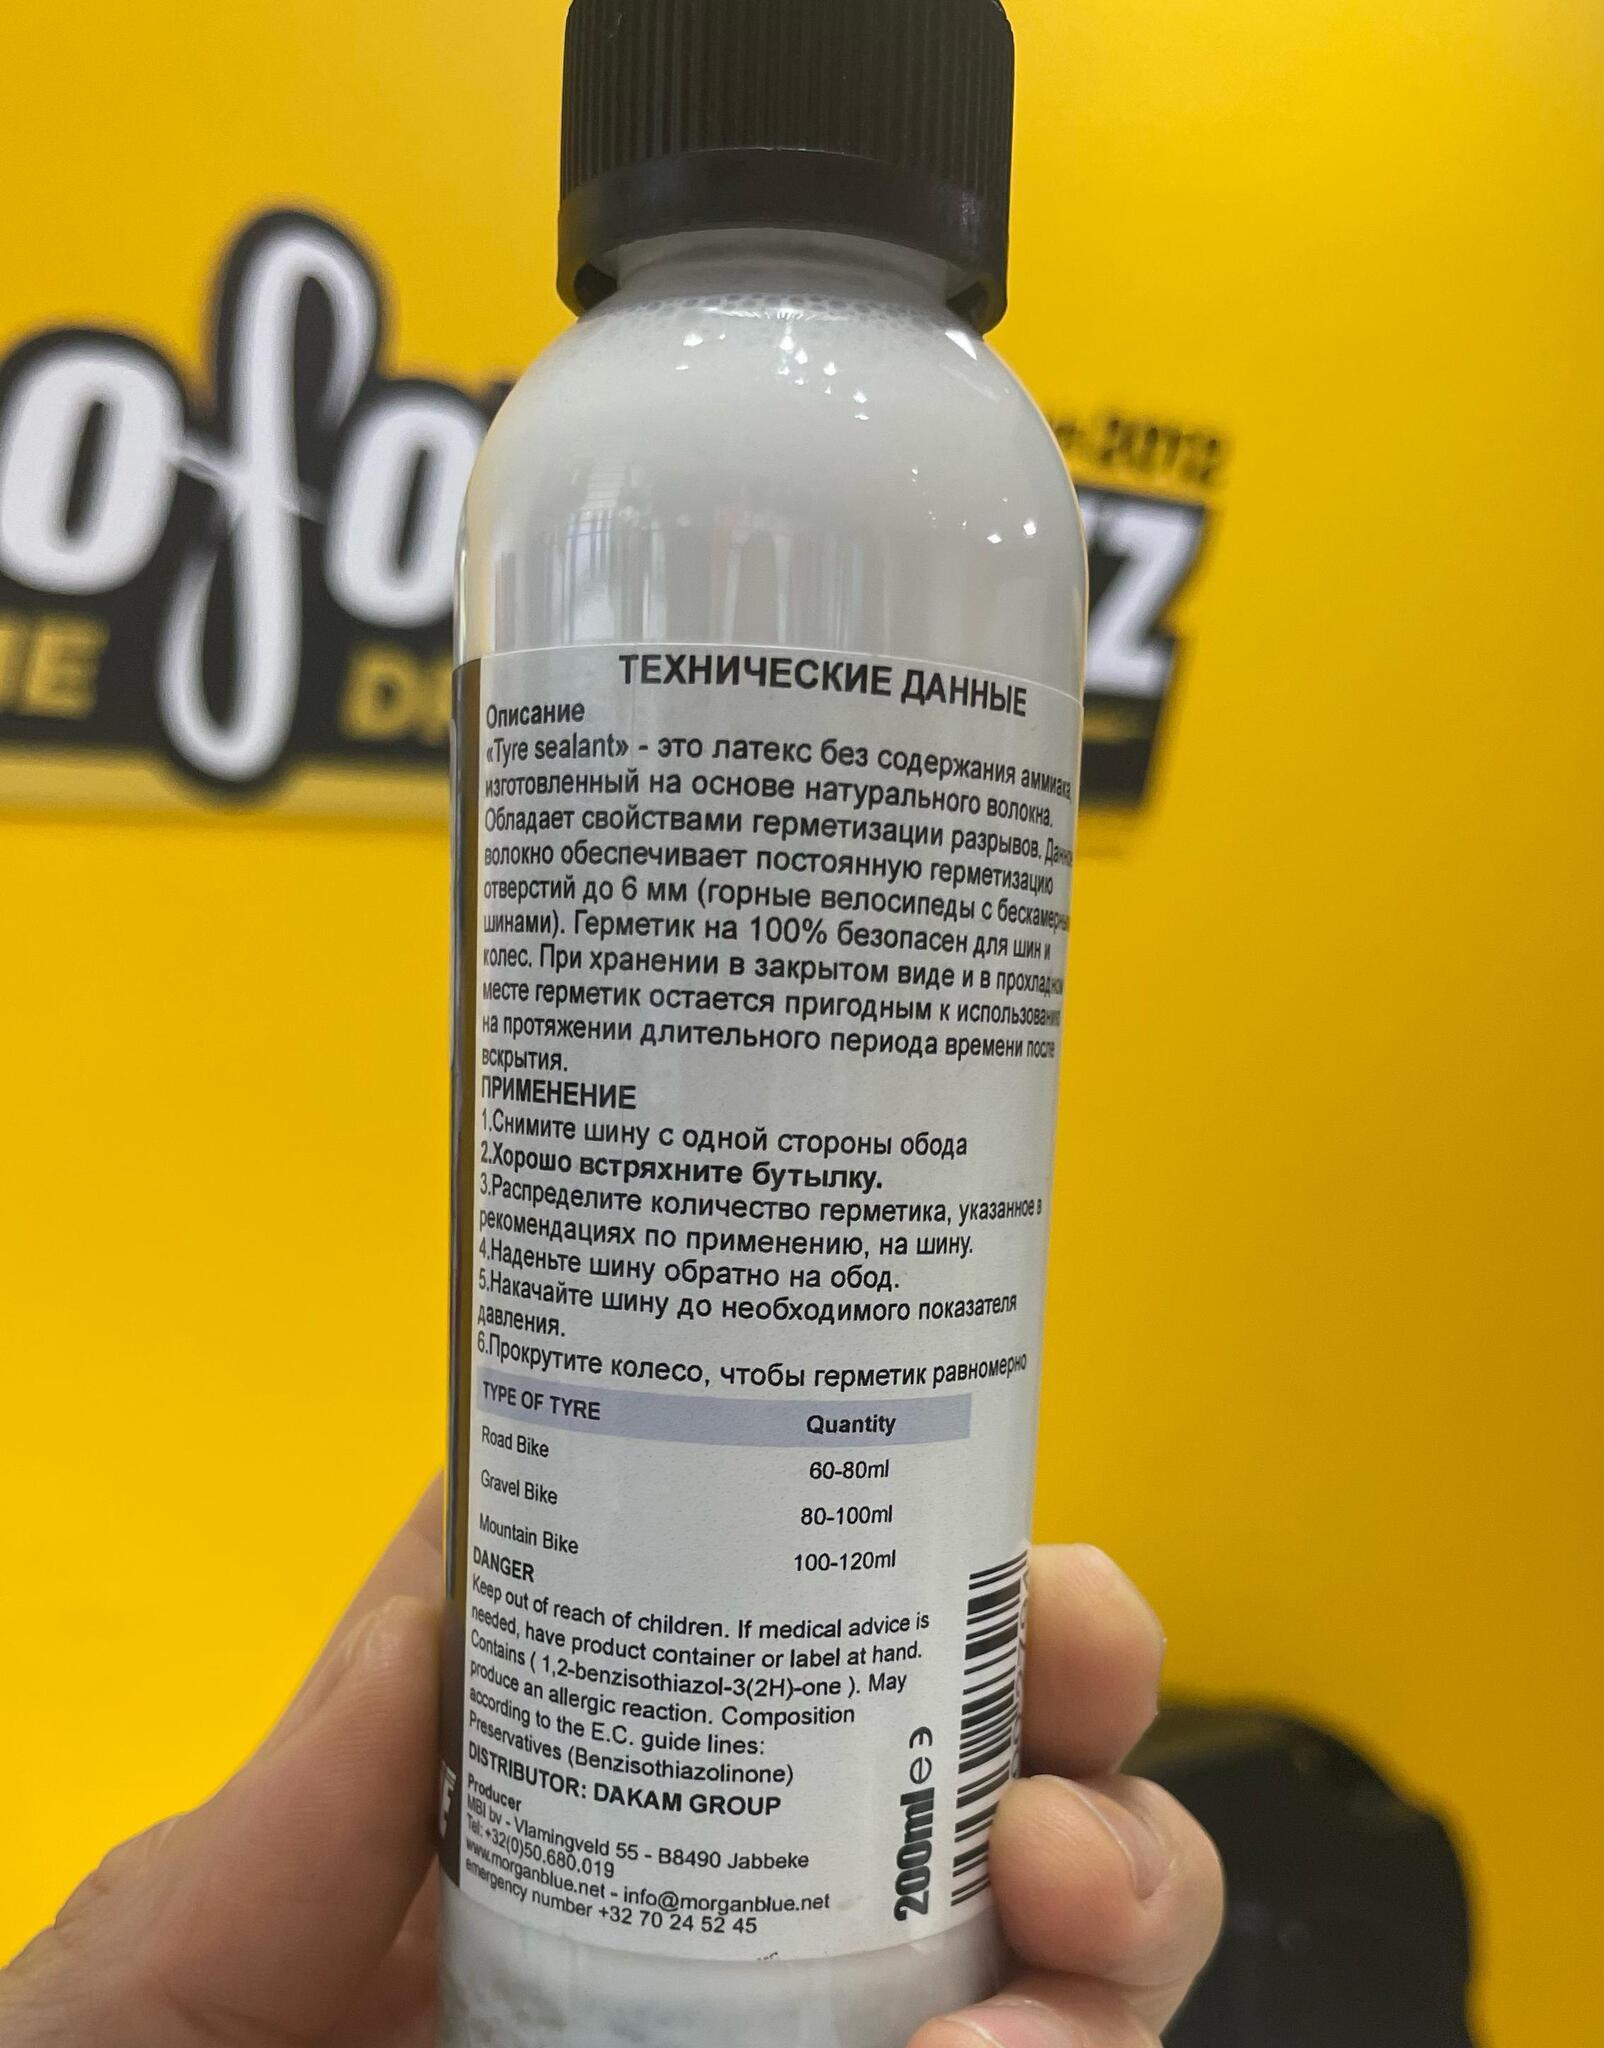 ТЕХНИЧЕСКИЕ ДАННЫЕ
Описание
«Tyre sealant» - это латекс без содержания аммиака,
изготовленный на основе натурального волокна.
Обладает свойствами герметизации разрывов.
волокно обеспечивает постоянную герметизацию
отверстий до 6 мм (горные велосипеды с
шинами). Герметик на 100% безопасен для шин и
колес. При хранении в закрытом виде и в
месте герметик остается пригодным к
на протяжении длительного периода времени после
вскрытия.
ПРИМЕНЕНИЕ
1.Снимите шину с одной стороны обода
2.Хорошо встряхните бутылку.
3.Распределите количество герметика, указанное в
рекомендациях по применению, на шину.
4.Наденьте шину обратно на обод.
5.Накачайте шину до необходимого показателя
давления.
6.Прокрутите колесо, чтобы герметик равномерно
TYPE OF TYRE Quantity
Road Bike 60-80ml
Gravel Bike 80-100ml
Mountain Bike 100-120ml
DANGER
Keep out of reach of children. If medical advice is
needed, have product container or label at hand.
Contains ( 1,2-benzisothiazol-3(2H)-one ). May
produce an allergic reaction. Composition
according to the E.C. guide lines:
Preservatives (Benzisothiazolinone)
DISTRIBUTOR: DAKAM GROUP
Producer
MBI bv - Vlamingveld 55 - B8490 Jabbeke
Tel: +32(0)50.680.019
www.morganblue.net - info@morganblue.net
emergency number +32 70 24 52 45
200ml e